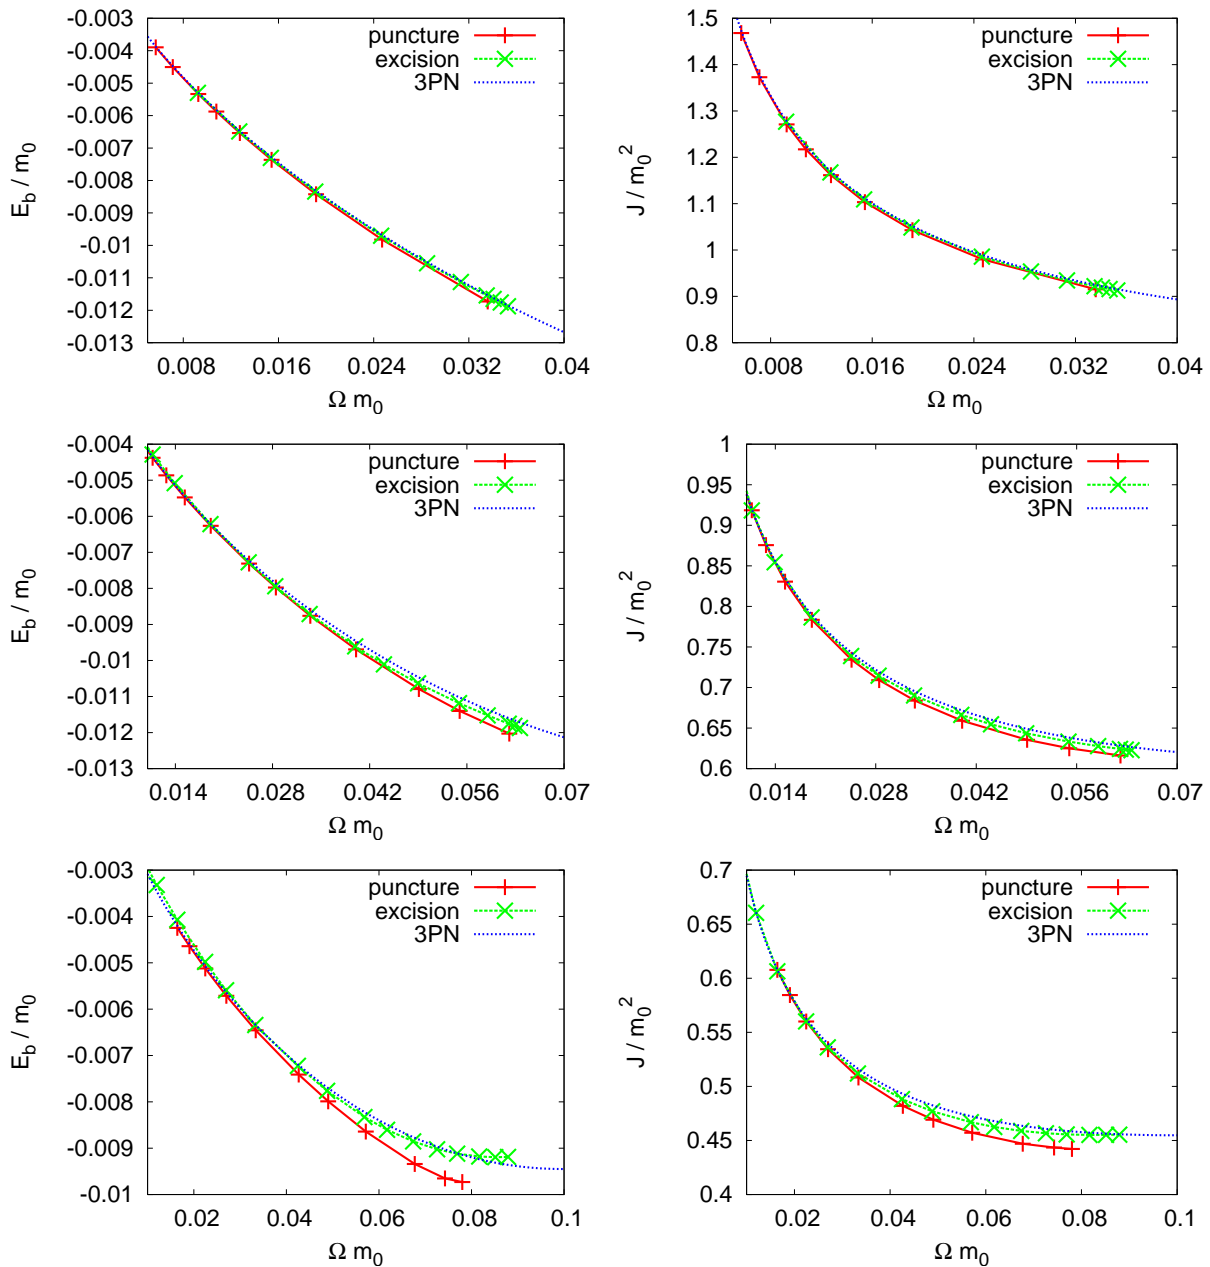 -0.003
-0.004
-0.005
-0.006
-0.007
-0.008
-0.009
-0.01
-0.011
-0.012
-0.013
0.008
0.016
0.024
0.032
0.04
E_b / m_0
Ω m_0
puncture
excision
3PN
1.5
1.4
1.3
1.2
1.1
1
0.9
0.8
0.008
0.016
0.024
0.032
0.04
J / m_0^2
Ω m_0
puncture
excision
3PN
-0.004
-0.005
-0.006
-0.007
-0.008
-0.009
-0.01
-0.011
-0.012
-0.013
0.014
0.028
0.042
0.056
0.07
E_b / m_0
Ω m_0
puncture
excision
3PN
1
0.95
0.9
0.85
0.8
0.75
0.7
0.65
0.6
0.014
0.028
0.042
0.056
0.07
J / m_0^2
Ω m_0
puncture
excision
3PN
-0.003
-0.004
-0.005
-0.006
-0.007
-0.008
-0.009
-0.01
0.02
0.04
0.06
0.08
0.1
E_b / m_0
Ω m_0
puncture
excision
3PN
0.7
0.65
0.6
0.55
0.5
0.45
0.4
0.02
0.04
0.06
0.08
0.1
J / m_0^2
Ω m_0
puncture
excision
3PN